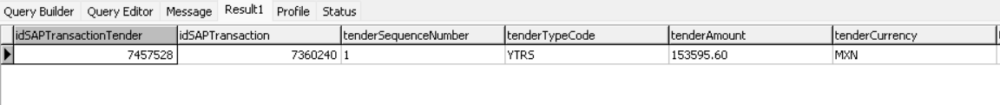 Query Builder Query Editor Message Result1 Profile Status
idSAPTransactionTender idSAPTransaction tenderSequenceNumber tenderTypeCode tenderAmount tenderCurrency
7457528 7360240 1 YTRS 153595.60 MXN